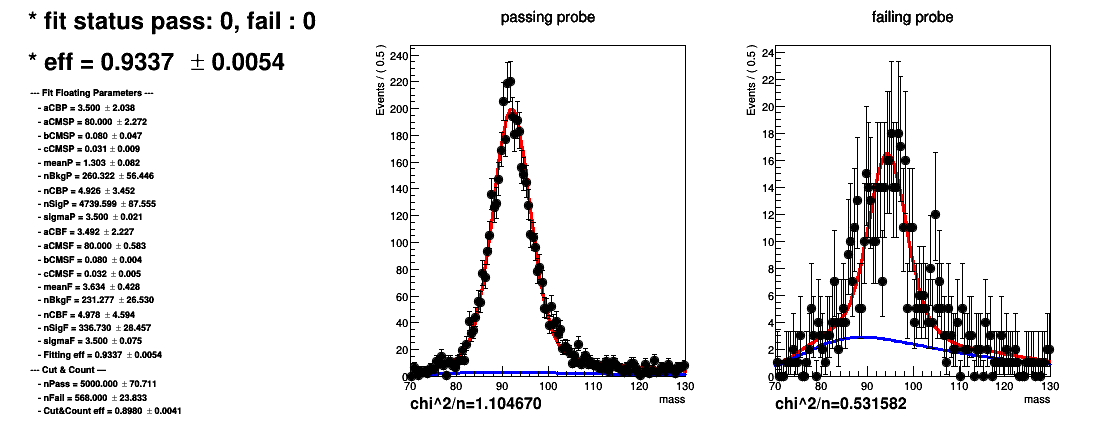 * fit status pass: 0, fail : 0
* eff = 0.9337 ± 0.0054
--- Fit Floating Parameters ---
- aCBP = 3.500 ± 2.038
- aCMSP = 80.000 ± 2.272
- bCMSP = 0.080 ± 0.047
- cCMSP = 0.031 ± 0.009
- meanP = 1.303 ± 0.082
- nBkgP = 260.322 ± 56.446
- nCBP = 4.926 ± 3.452
- nSigP = 4739.599 ± 87.555
- sigmaP = 3.500 ± 0.021
- aCBF = 3.492 ± 2.227
- aCMSF = 80.000 ± 0.583
- bCMSF = 0.080 ± 0.004
- cCMSF = 0.032 ± 0.005
- meanF = 3.634 ± 0.428
- nBkgF = 231.277 ± 26.530
- nCBF = 4.978 ± 4.594
- nSigF = 336.730 ± 28.457
- sigmaF = 3.500 ± 0.075
- Fitting eff = 0.9337 ± 0.0054
--- Cut & Count ---
- nPass = 5000.000 ± 70.711
- nFail = 568.000 ± 23.833
- Cut&Count eff = 0.8980 ± 0.0041
passing probe
Events / ( 0.5 )
240
220
200
180
160
140
120
100
80
60
40
20
0
70 80 90 100 110 120 130
mass
chi^2/n=1.104670
failing probe
Events / ( 0.5 )
24
22
20
18
16
14
12
10
8
6
4
2
0
70 80 90 100 110 120 130
mass
chi^2/n=0.531582